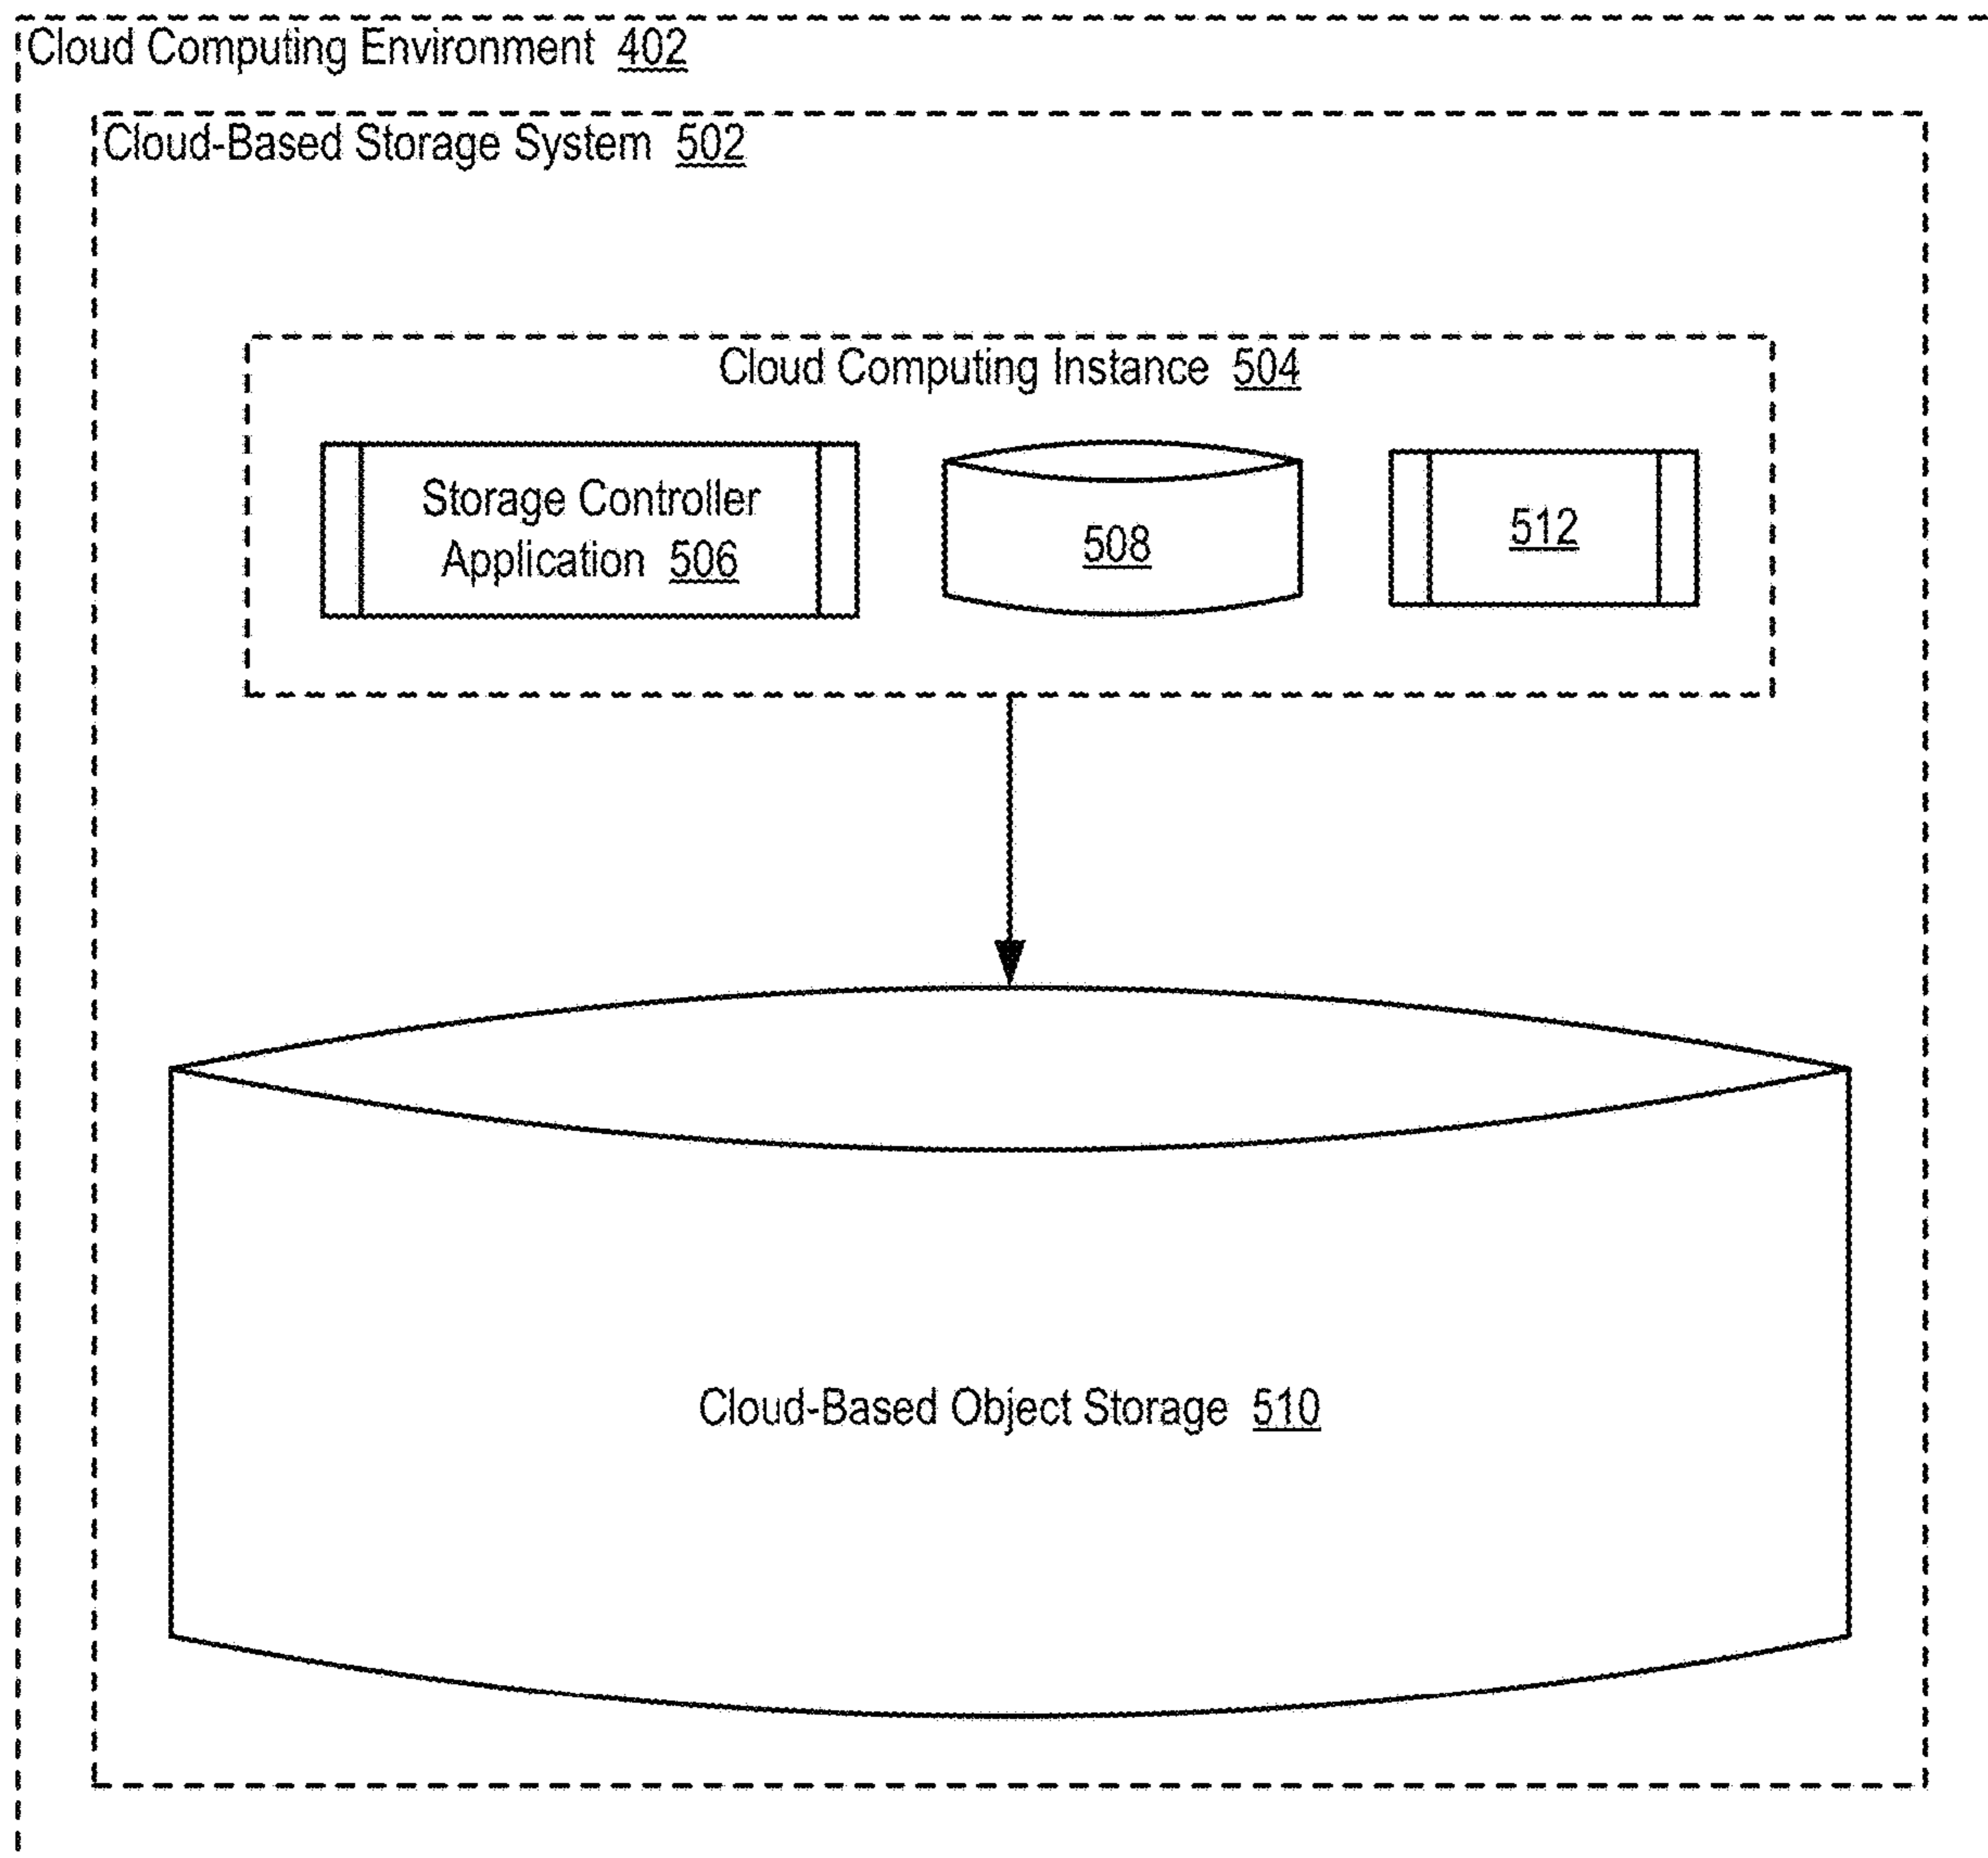 Cloud Computing Environment 402
Cloud-Based Storage System 502
Cloud Computing Instance 504
Storage Controller
Application 506
508
512
Cloud-Based Object Storage 510